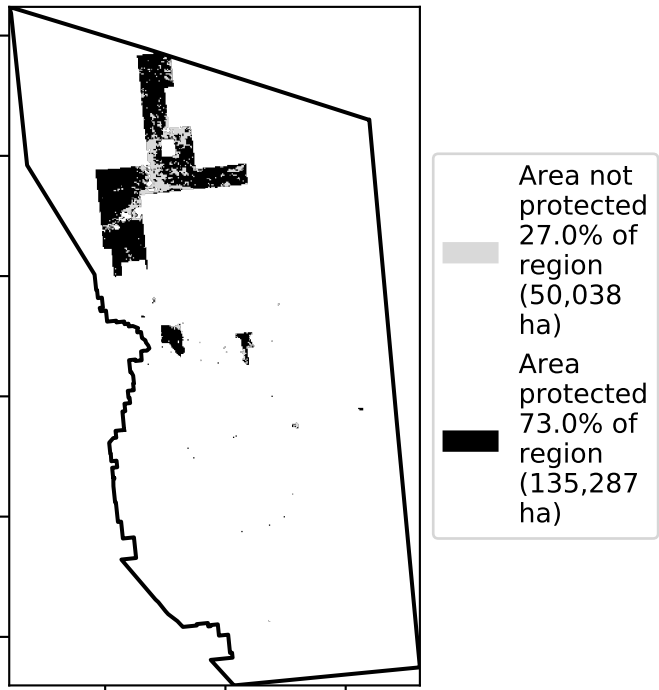 Area not
protected
27.0% of
region
(50,038
ha)
Area
protected
73.0% of
region
(135,287
ha)